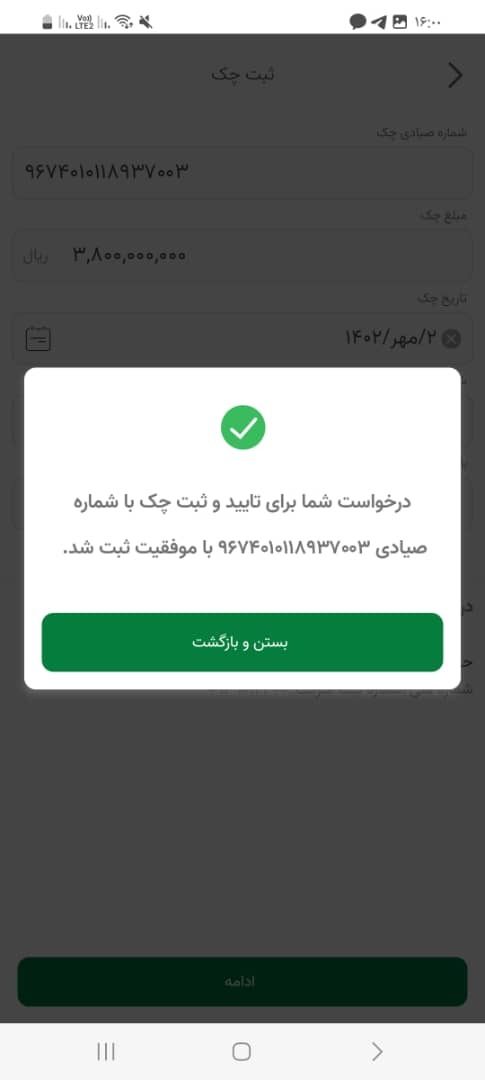 ۱۶:۰۰
Vo)) LTE2
ثبت چک
شماره صیادی چک
۹۶۷۴۰۱۰۱۱۸۹۳۷۰۰۳
مبلغ چک
۳,۸۰۰,۰۰۰,۰۰۰ ریال
تاریخ چک
۲/مهر/۱۴۰۲
درخواست شما برای تایید و ثبت چک با شماره
صیادی ۹۶۷۴۰۱۰۱۱۸۹۳۷۰۰۳ با موفقیت ثبت شد.
بستن و بازگشت
ادامه